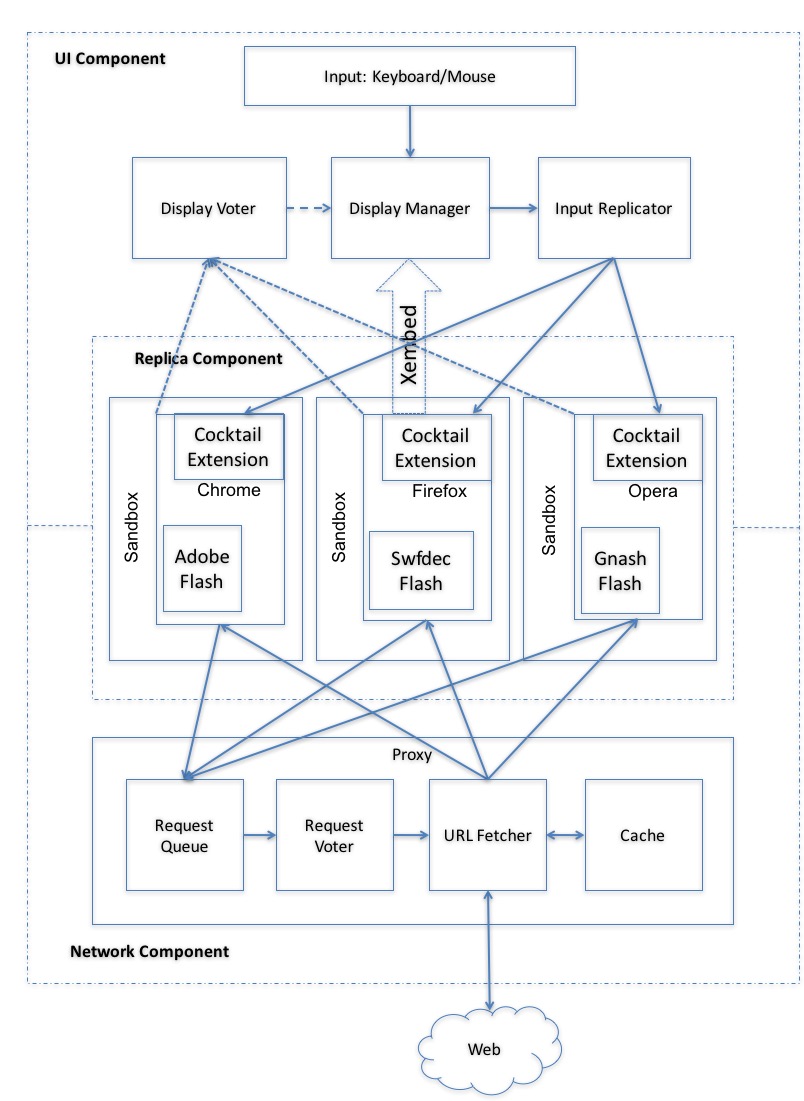 UI Component
Input: Keyboard/Mouse
Display Voter
Display Manager
Input Replicator
Xembed
Replica Component
Sandbox
Cocktail
Extension
Chrome
Adobe
Flash
Sandbox
Cocktail
Extension
Firefox
Swfdec
Flash
Sandbox
Cocktail
Extension
Opera
Gnash
Flash
Proxy
Request
Queue
Request
Voter
URL Fetcher
Cache
Network Component
Web